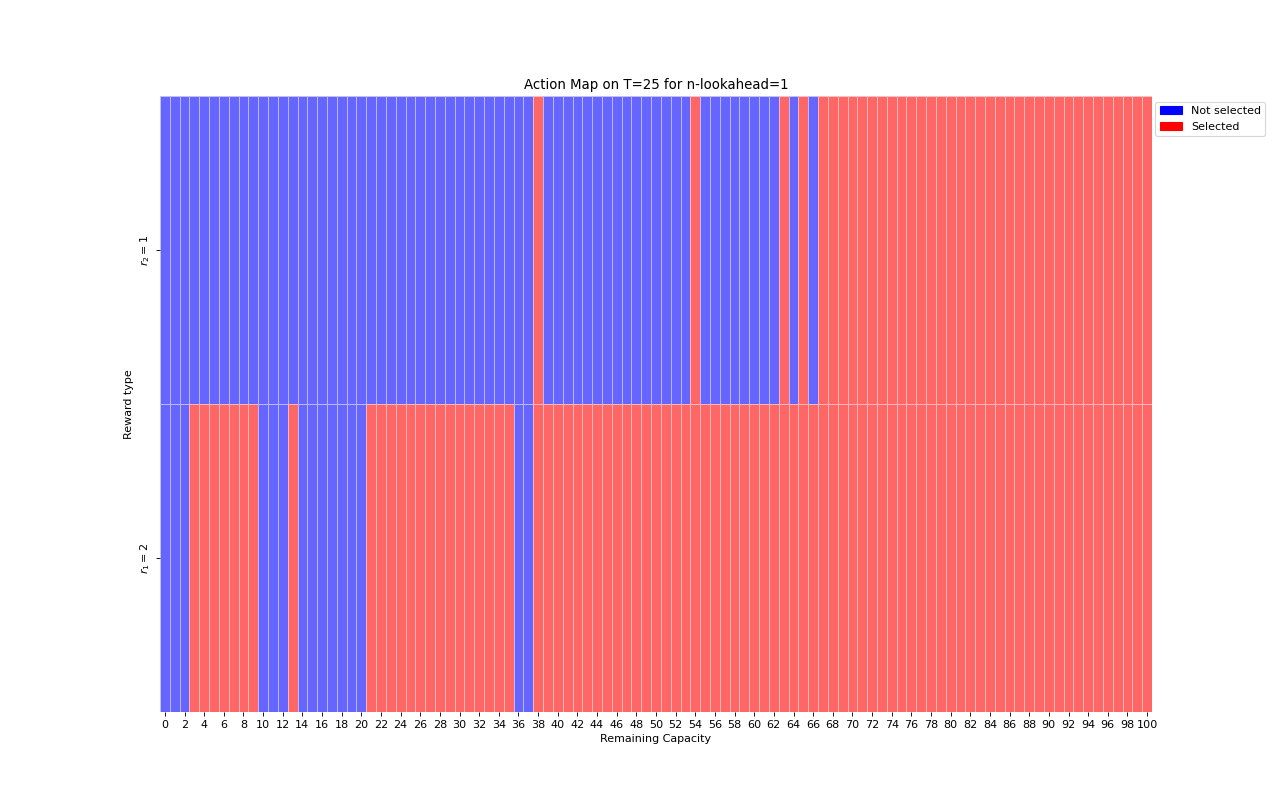 Action Map on T=25 for n-lookahead=1
Not selected
Selected
r₂ = 1
Reward type
r₁ = 2
0 2 4 6 8 10 12 14 16 18 20 22 24 26 28 30 32 34 36 38 40 42 44 46 48 50 52 54 56 58 60 62 64 66 68 70 72 74 76 78 80 82 84 86 88 90 92 94 96 98 100
Remaining Capacity